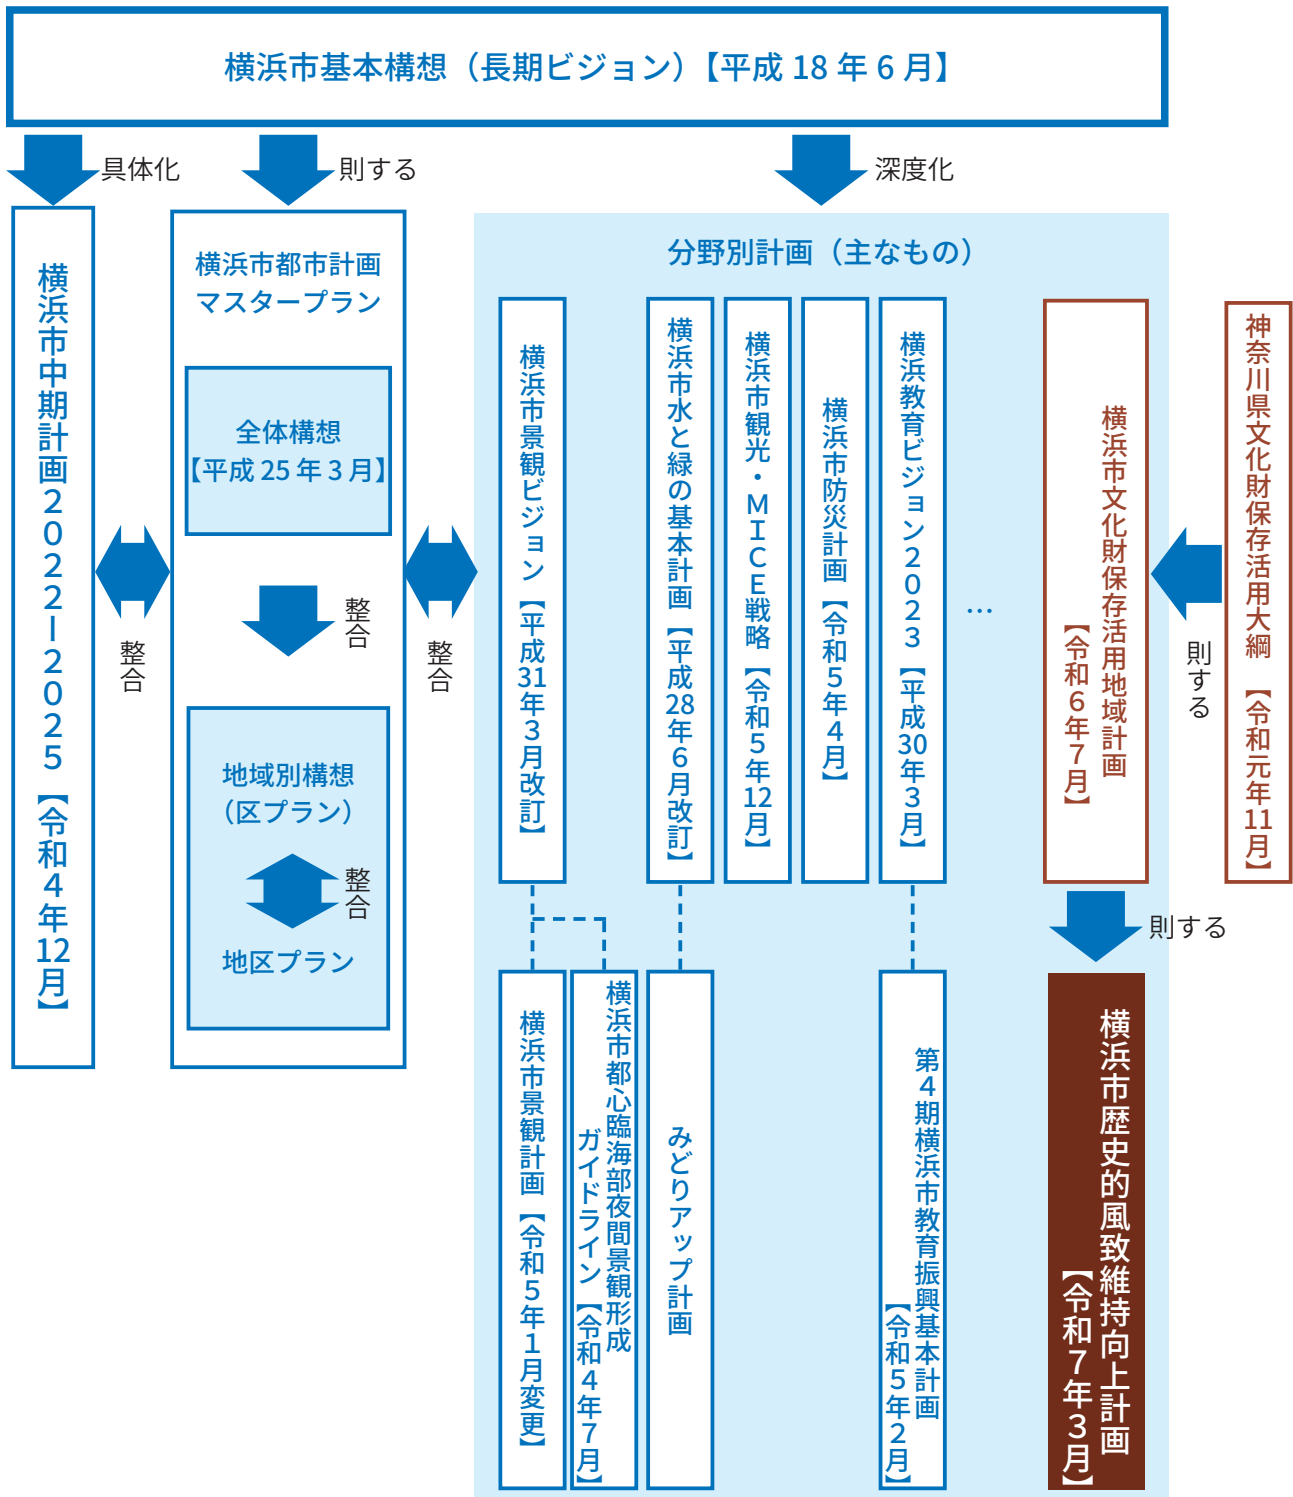 横浜市基本構想（長期ビジョン）【平成 18 年 6 月】
具体化
則する
深度化
横浜市中期計画２０２２ー２０２５【令和４年12月】
整合
横浜市都市計画
マスタープラン
全体構想
【平成 25 年 3 月】
整合
地域別構想
（区プラン）
整合
地区プラン
整合
分野別計画（主なもの）
横浜市景観ビジョン【平成31年３月改訂】
横浜市水と緑の基本計画【平成28年６月改訂】
横浜市観光・ＭＩＣＥ戦略【令和５年12月】
横浜市防災計画【令和５年４月】
横浜教育ビジョン２０２３【平成30年３月】
…
横浜市文化財保存活用地域計画
【令和６年７月】
則する
神奈川県文化財保存活用大綱　【令和元年11月】
則する
横浜市景観計画【令和５年１月変更】
横浜市都心臨海部夜間景観形成
ガイドライン【令和４年７月】
みどりアップ計画
第４期横浜市教育振興基本計画
【令和５年２月】
横浜市歴史的風致維持向上計画
【令和７年３月】